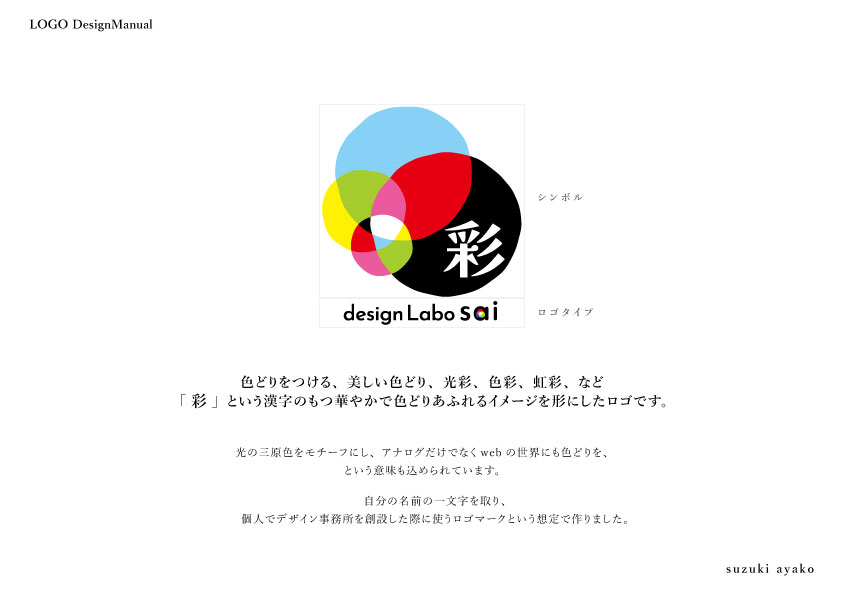 LOGO DesignManual
シンボル
彩
design Labo sai
ロゴタイプ
色どりをつける、美しい色どり、光彩、色彩、虹彩、など
「 彩 」という漢字のもつ華やかで色どりあふれるイメージを形にしたロゴです。
光の三原色をモチーフにし、アナログだけでなく web の世界にも色どりを、
という意味も込められています。
自分の名前の一文字を取り、
個人でデザイン事務所を創設した際に使うロゴマークという想定で作りました。
suzuki ayako